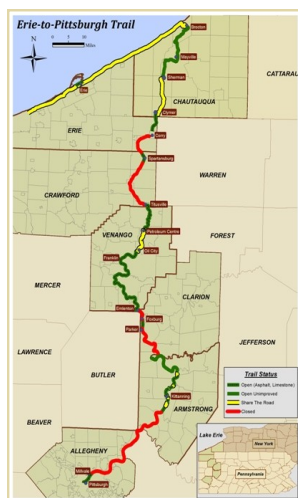 Erie-to-Pittsburgh Trail
N
Miles
Brocton
Mayville
Sherman
CATTARAU
CHAUTAUQUA
Erie
ERIE
Corry
Spartansburg
WARREN
CRAWFORD
Titusville
VENANGO
Petroleum Centre
FOREST
Oil City
Franklin
MERCER
CLARION
Emlenton
Foxburg
Parker
JEFFERSON
LAWRENCE
BUTLER
Trail Status
Open (Asphalt, Limestone)
Open Unimproved
Share The Road
Closed
Kittanning
ARMSTRONG
BEAVER
ALLEGHENY
Lake Erie
New York
Millvale
Pennsylvania
Pittsburgh